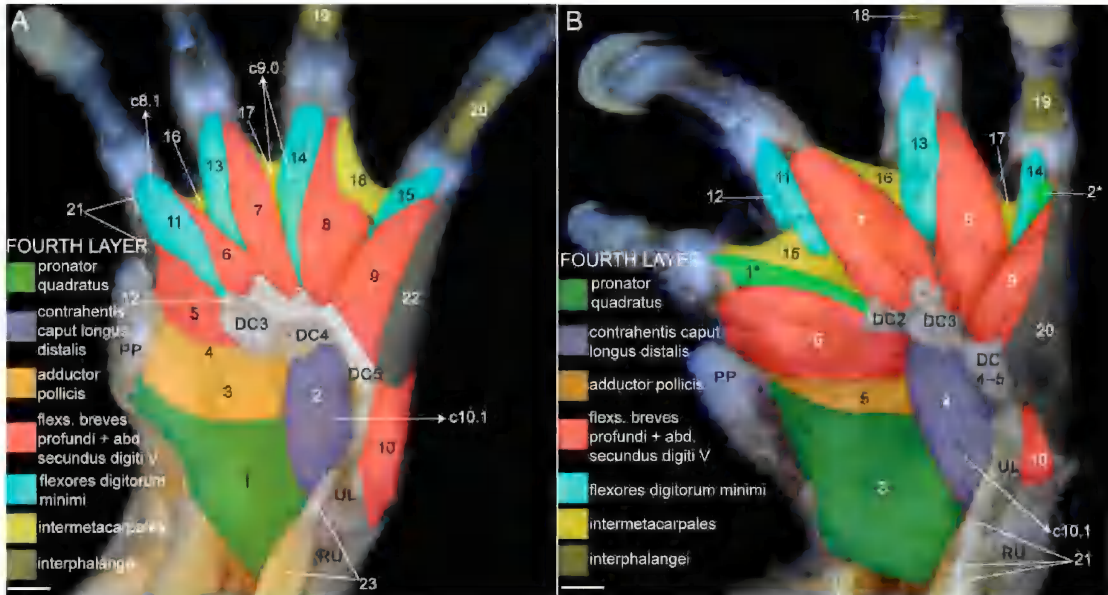 A
19
c9.0
c8.1
17
16
20
13
14
18
15
21
11
7
8
6
FOURTH LAYER
pronator
quadratus
12
5
9
22
DC3
DC4
contrahentis
caput longus
distalis
PP
4
DC5
adductor
pollicis
3
2
c10.1
flexs. breves
profundi + abd.
secundus digiti V
10
1
UL
flexores digitorum
minimi
intermetacarpales
RU
interphalangei
23
B
18
19
17
13
14
11
16
2*
12
7
8
15
FOURTH LAYER
1*
9
pronator
quadratus
DC2
DC3
20
6
DC
4-5
contrahentis caput
longus distalis
PP
4
adductor pollicis
5
flexs. breves
profundi + abd.
secundus digiti V
10
UL
3
flexores digitorum minimi
c10.1
intermetacarpales
RU
21
interphalangei